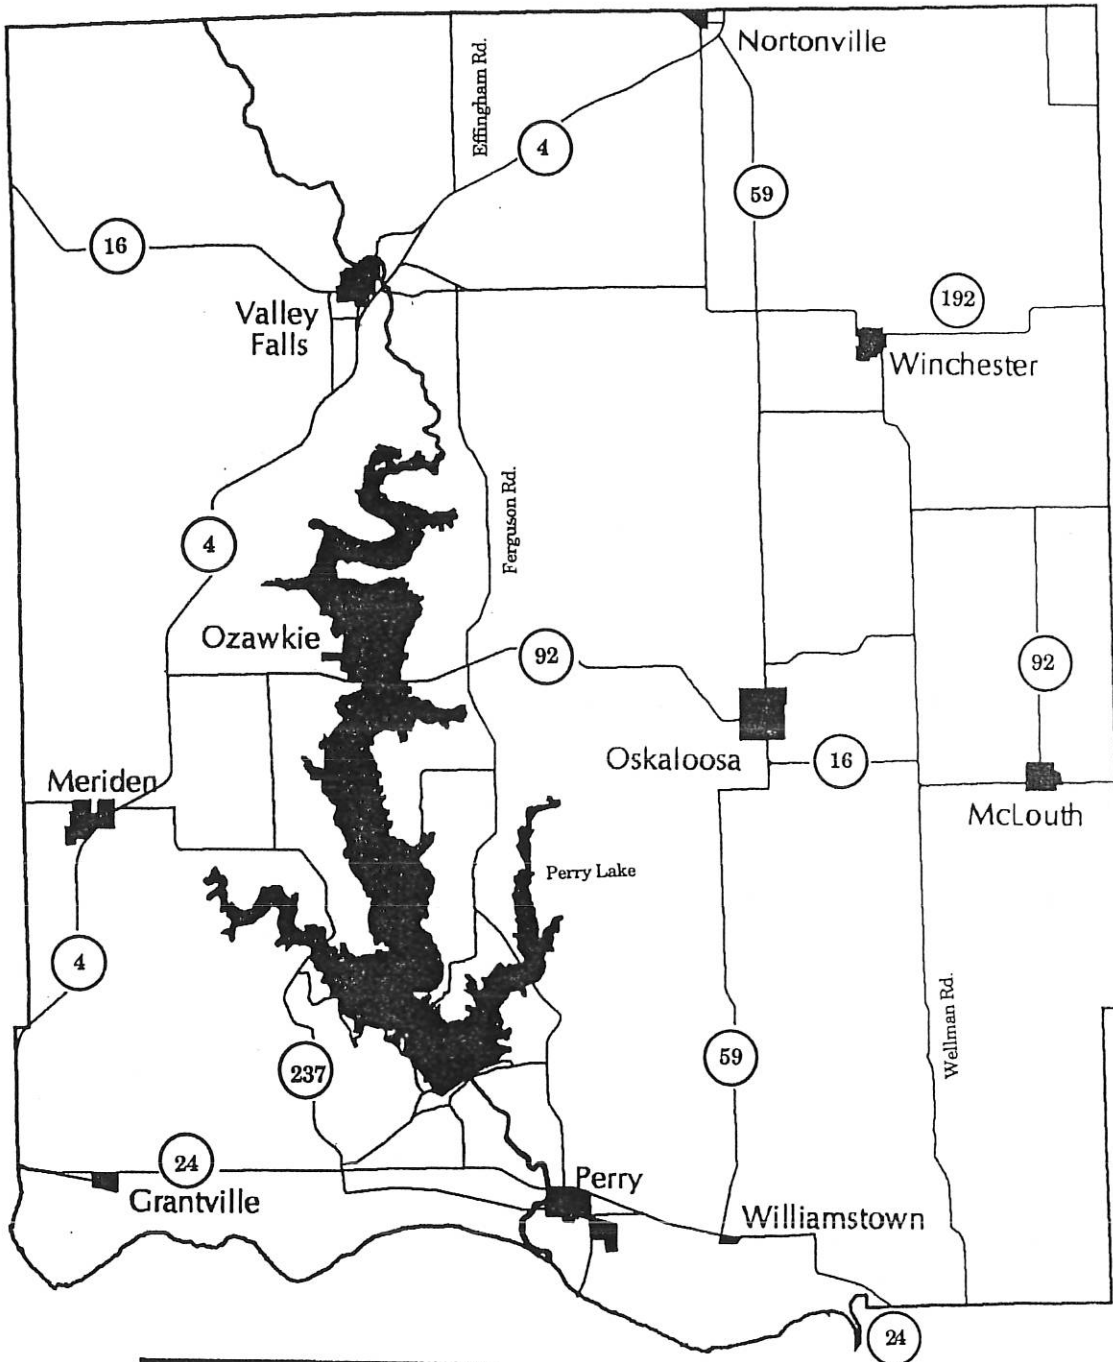 Nortonville
Effingham Rd.
4
59
16
192
Valley
Falls
Winchester
4
Ferguson Rd.
Ozawkie
92
92
Oskaloosa
16
Meriden
McLouth
Perry Lake
4
Wellman Rd.
59
237
24
Grantville
Perry
Williamstown
24